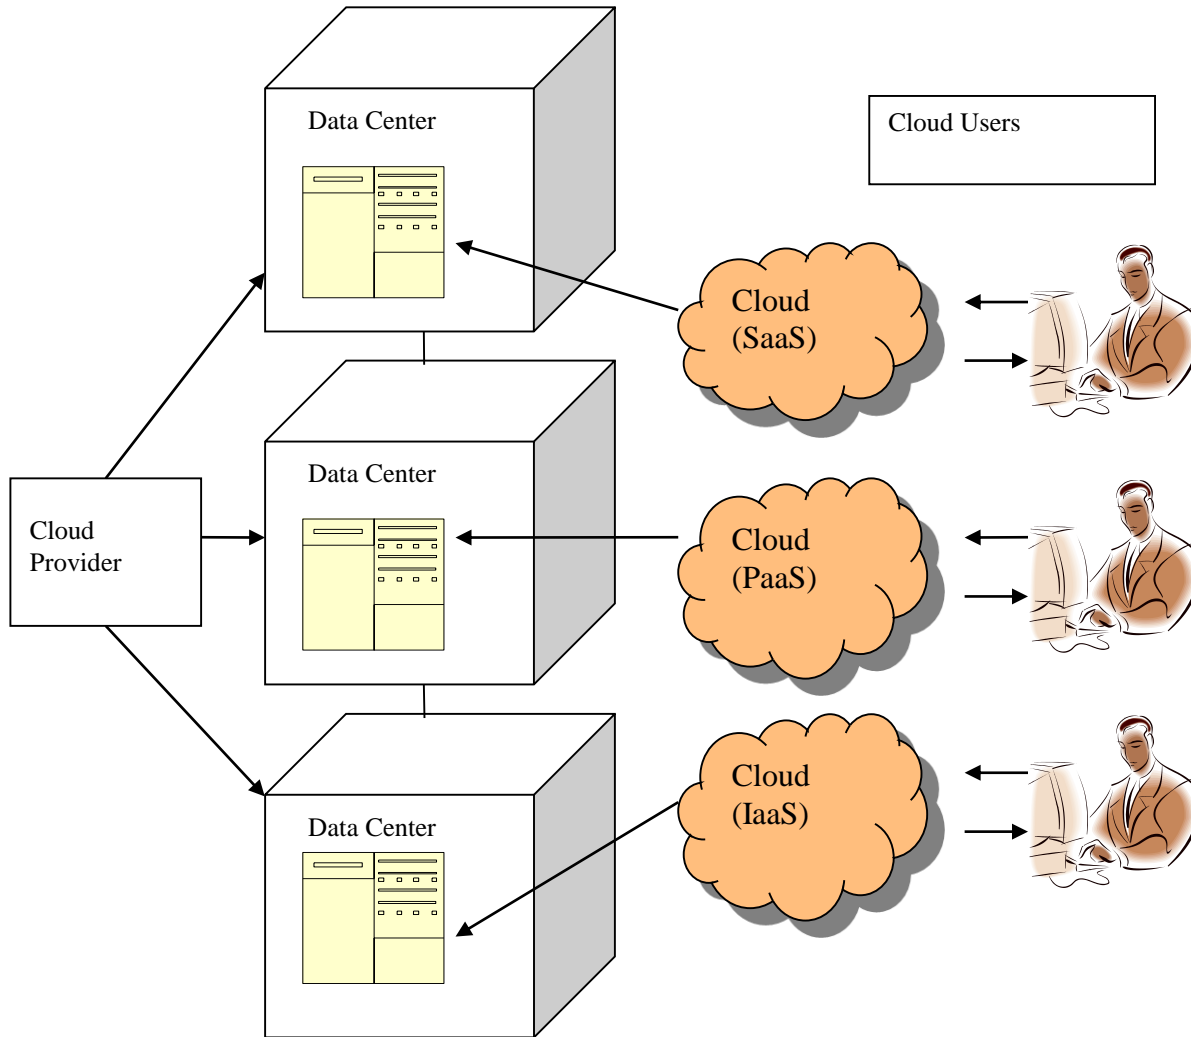 Data Center
Cloud Users
Cloud
(SaaS)
Data Center
Cloud
Provider
Cloud
(PaaS)
Cloud
(IaaS)
Data Center